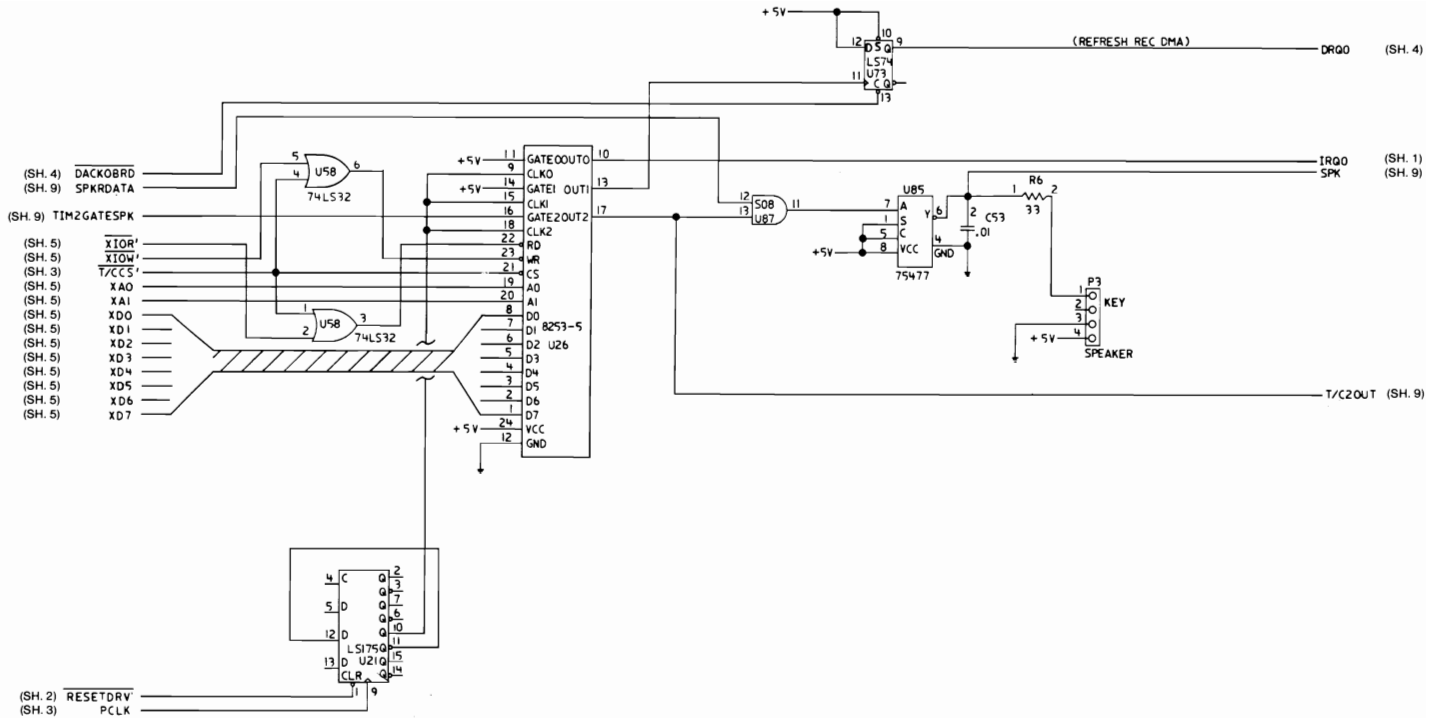 +5V
10
12 D S Q 9
(REFRESH REC DMA)
DRQ0 (SH. 4)
LS74
U73
11 C Q
13
5
4
U58
6
74LS32
(SH. 4) DACK0BRD
(SH. 9) SPKRDATA
(SH. 9) TIM2GATESPK
(SH. 5) XIOR'
(SH. 5) XIOW'
(SH. 3) T/CCS'
(SH. 5) XA0
(SH. 5) XA1
(SH. 5) XD0
(SH. 5) XD1
(SH. 5) XD2
(SH. 5) XD3
(SH. 5) XD4
(SH. 5) XD5
(SH. 5) XD6
(SH. 5) XD7
1
2
U58
3
74LS32
+5V 11 GATE0 OUT0 10
9 CLK0
+5V 14 GATE1 OUT1 13
15 CLK1
16 GATE2 OUT2 17
18 CLK2
22 RD
23 WR
21 CS
19 A0
20 A1
8 D0
7 D1 8253-5
6 D2 U26
5 D3
4 D4
3 D5
2 D6
1 D7
+5V 24 VCC
12 GND
IRQ0 (SH. 1)
SPK (SH. 9)
12 S08 11
13 U87
U85
7 A Y 6
1 S
5 C
8 VCC 4
GND
+5V
75477
2 C53
.01
R6
1 2
33
P3
1 KEY
2
3
+5V 4
SPEAKER
T/C2OUT (SH. 9)
4 C Q 2
Q 3
5 D Q 7
Q 6
12 D Q 10
LS175 Q 11
13 D U21 Q 15
Q 14
CLR
1 9
(SH. 2) RESETDRV'
(SH. 3) PCLK